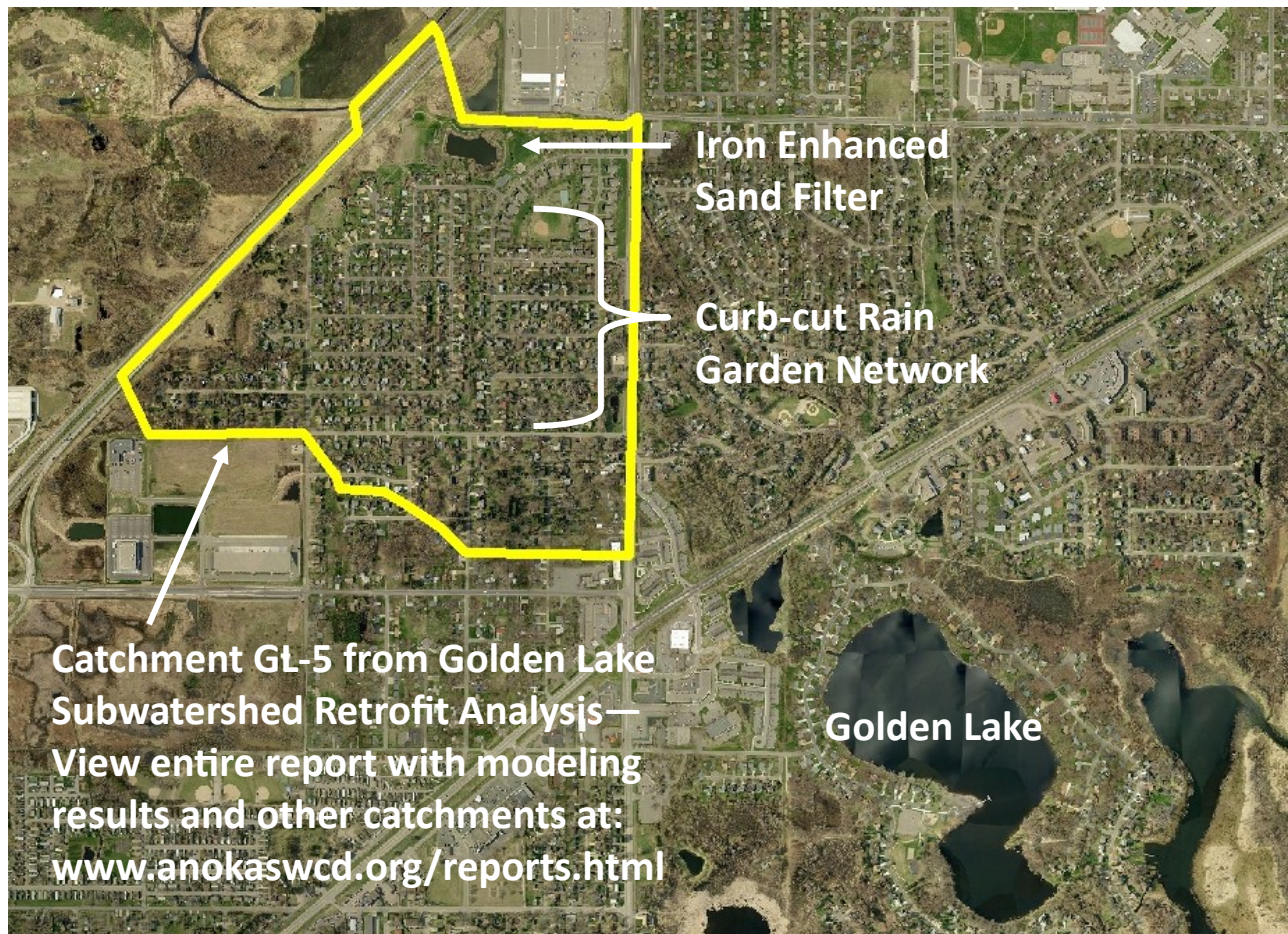 Iron Enhanced
Sand Filter
Curb-cut Rain
Garden Network
Catchment GL-5 from Golden Lake
Subwatershed Retrofit Analysis—
View entire report with modeling
results and other catchments at:
www.anokaswcd.org/reports.html
Golden Lake